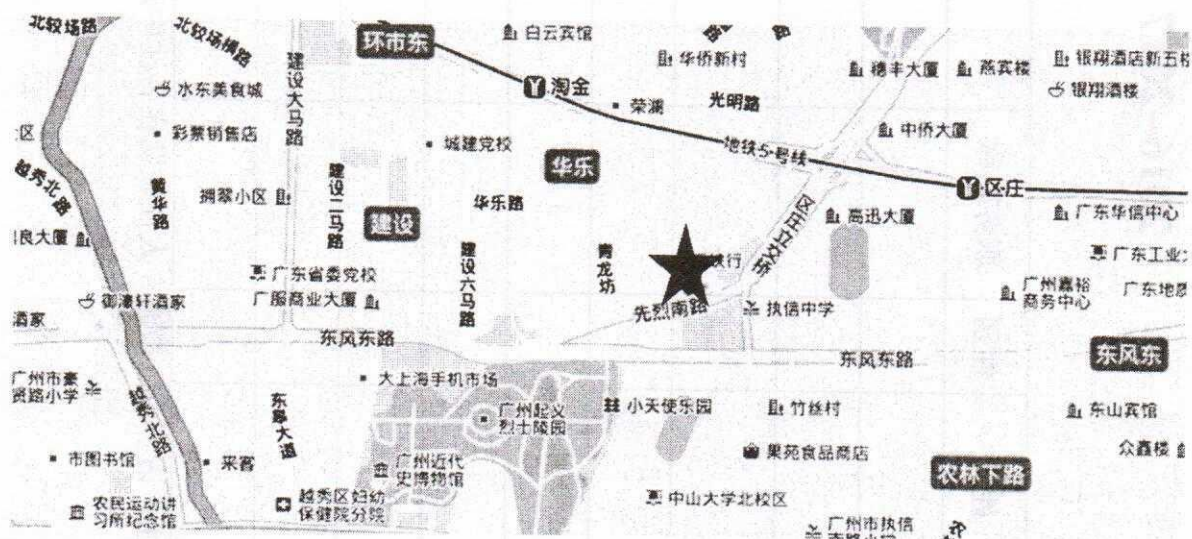 北较场路
北较场横路
环市东
白云宾馆
华侨新村
穗丰大厦
燕宾楼
银翔酒店新五楼
水东美食城
建设大马路
淘金
荣澜
光明路
银翔酒楼
彩票销售店
城建党校
中侨大厦
地铁5号线
华乐
越秀北路
黄华路
拥翠小区
建设二马路
建设
华乐路
区庄
区庄立交桥
高迅大厦
广东华信中心
良大厦
广东省委党校
建设六马路
青龙坊
行
广东工业大
御濠轩酒家
广服商业大厦
先烈南路
执信中学
广州嘉裕
商务中心
广东地质
酒家
东风东路
东风东路
东风东
广州市豪
贤路小学
大上海手机市场
越秀北路
东皋大道
广州起义
烈士陵园
小天使乐园
竹丝村
东山宾馆
市图书馆
来客
广州近代
史博物馆
果苑食品商店
众鑫楼
农林下路
农民运动讲
习所纪念馆
越秀区妇幼
保健院分院
中山大学北校区
广州市执信